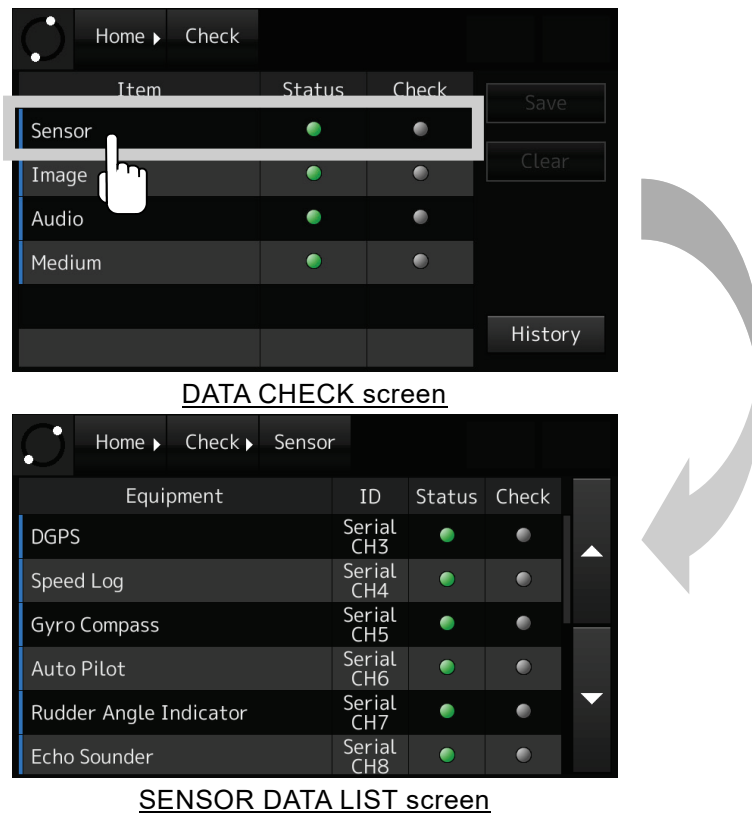 Home Check
Item Status Check
Save
Sensor
Clear
Image
Audio
Medium
History
DATA CHECK screen
Home Check Sensor
Equipment ID Status Check
DGPS Serial CH3
Speed Log Serial CH4
Gyro Compass Serial CH5
Auto Pilot Serial CH6
Rudder Angle Indicator Serial CH7
Echo Sounder Serial CH8
SENSOR DATA LIST screen